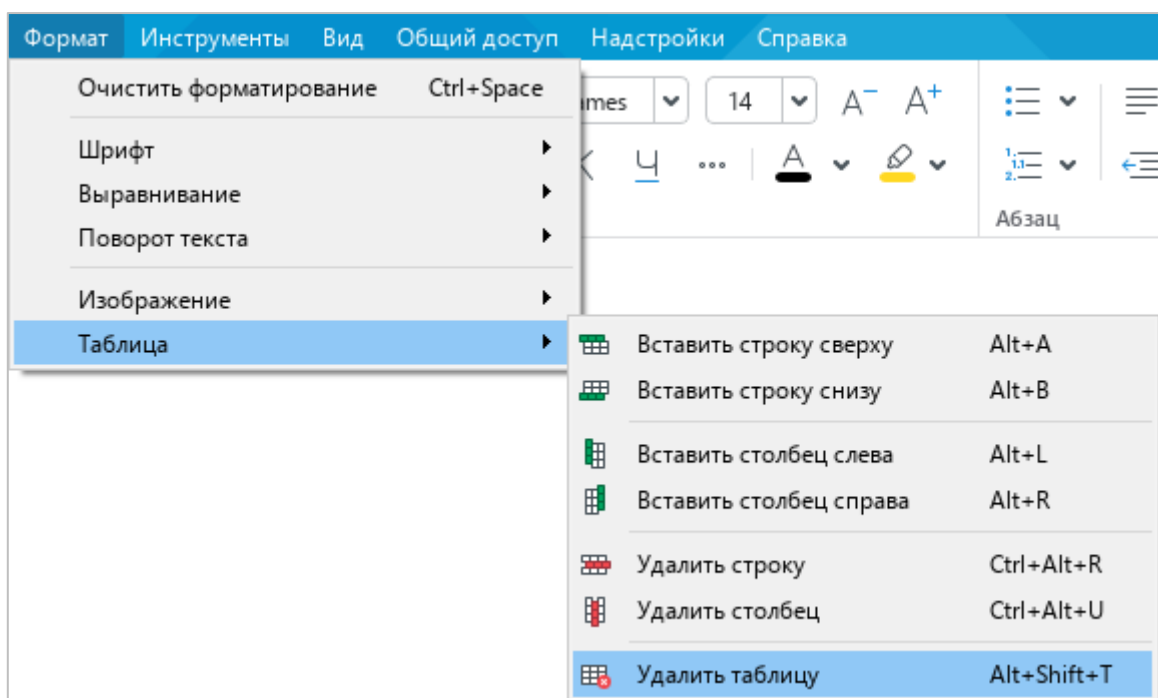 Формат Инструменты Вид Общий доступ Надстройки Справка
Очистить форматирование Ctrl+Space
14 A− A+
Шрифт
Ч ... A
Выравнивание
Поворот текста
Абзац
Изображение
Таблица
Вставить строку сверху Alt+A
Вставить строку снизу Alt+B
Вставить столбец слева Alt+L
Вставить столбец справа Alt+R
Удалить строку Ctrl+Alt+R
Удалить столбец Ctrl+Alt+U
Удалить таблицу Alt+Shift+T